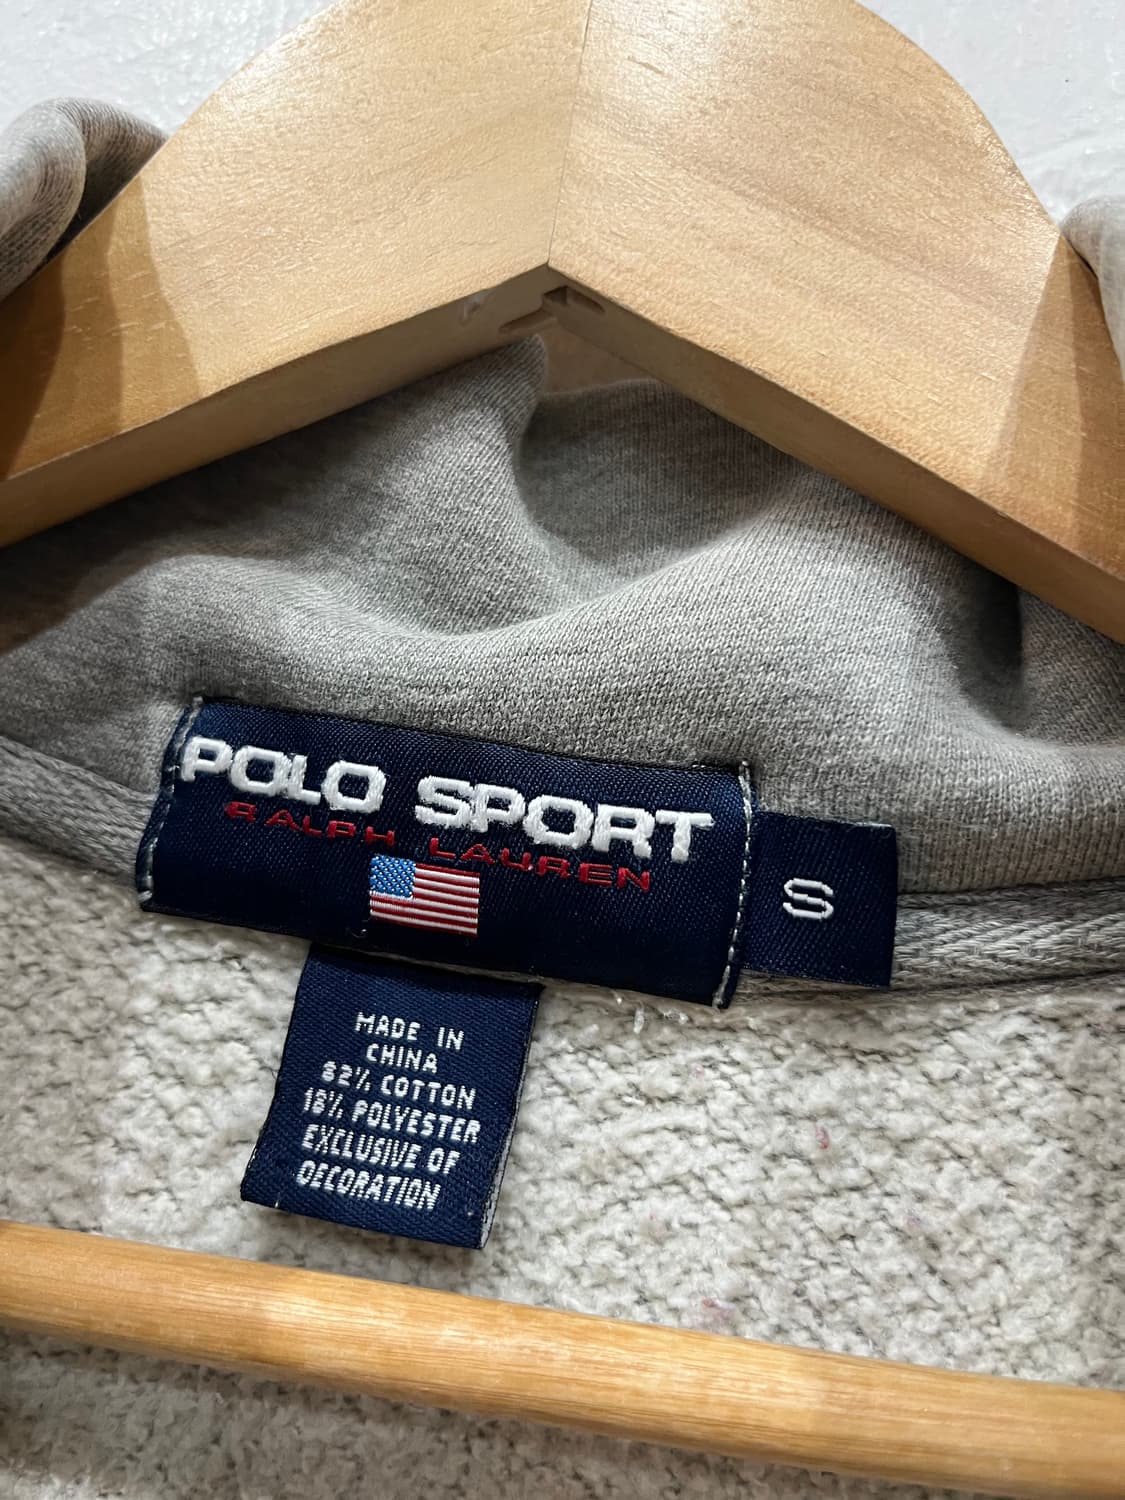 POLO SPORT
RALPH LAUREN
S
MADE IN
CHINA
82% COTTON
18% POLYESTER
EXCLUSIVE OF
DECORATION